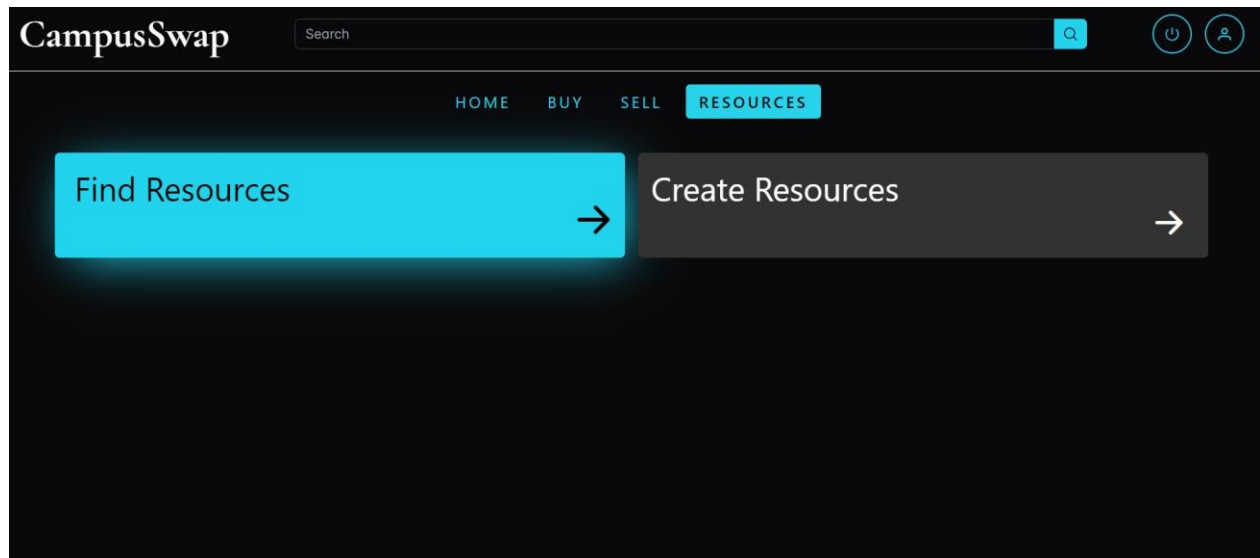 CampusSwap
Search
HOME BUY SELL RESOURCES
Find Resources
Create Resources